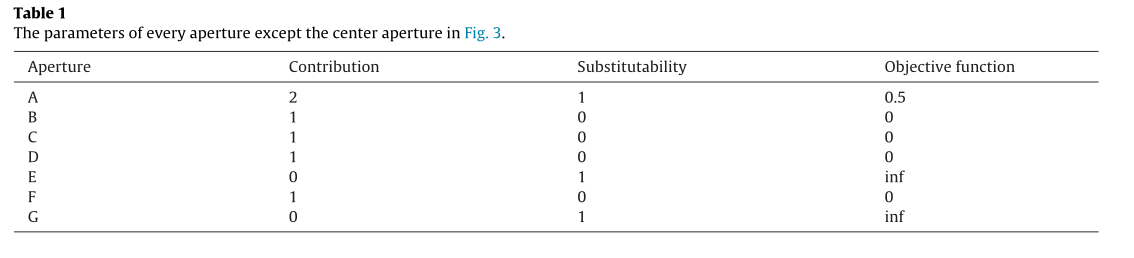 Table 1
The parameters of every aperture except the center aperture in Fig. 3.
Aperture Contribution Substitutability Objective function
A 2 1 0.5
B 1 0 0
C 1 0 0
D 1 0 0
E 0 1 inf
F 1 0 0
G 0 1 inf